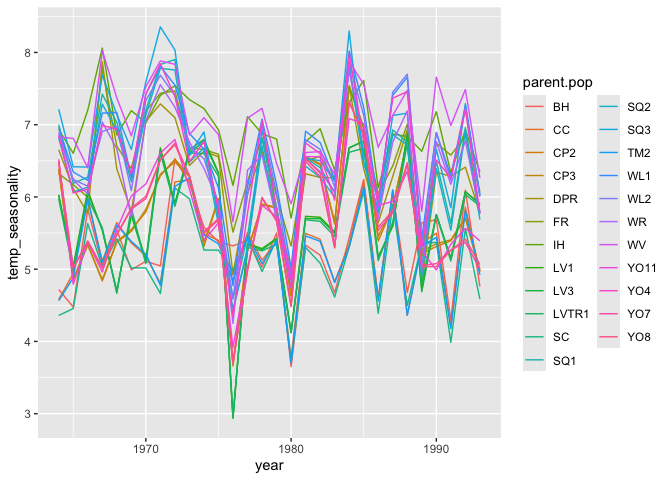 8
7
6
5
4
3
temp_seasonality
1970
1980
1990
year
parent.pop
BH
CC
CP2
CP3
DPR
FR
IH
LV1
LV3
LVTR1
SC
SQ1
SQ2
SQ3
TM2
WL1
WL2
WR
WV
YO11
YO4
YO7
YO8